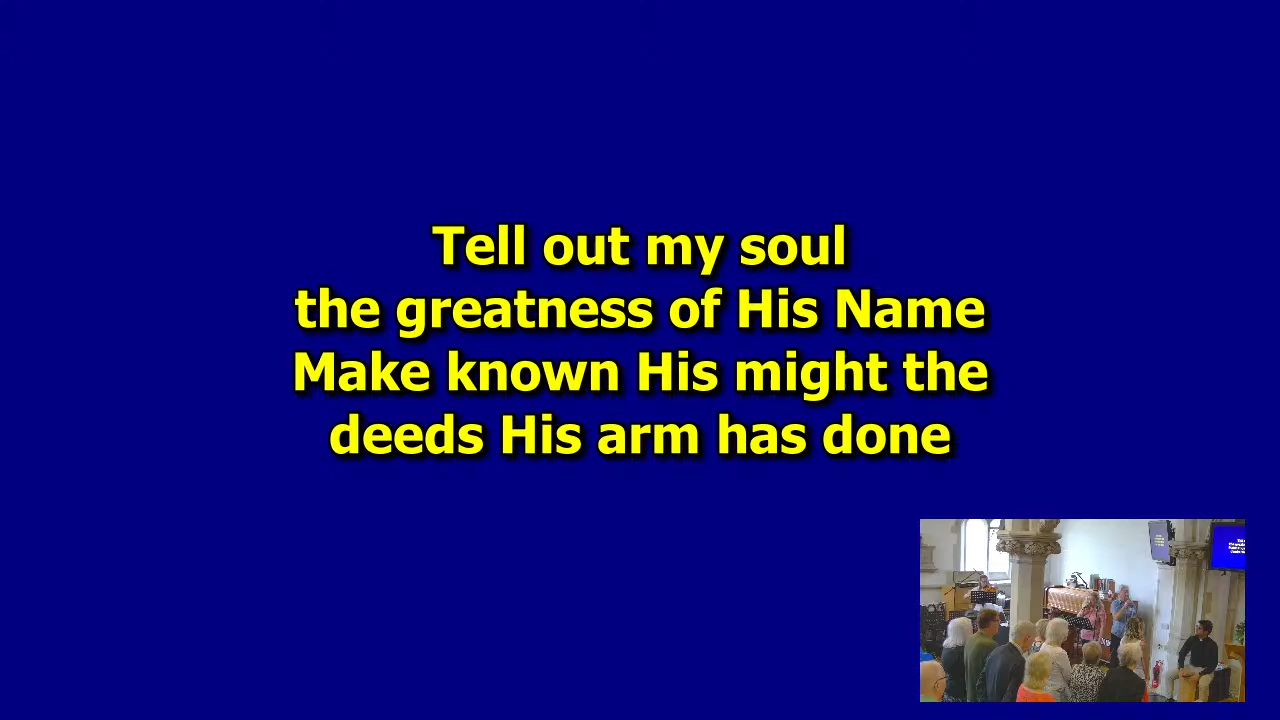 Tell out my soul
the greatness of His Name
Make known His might the
deeds His arm has done